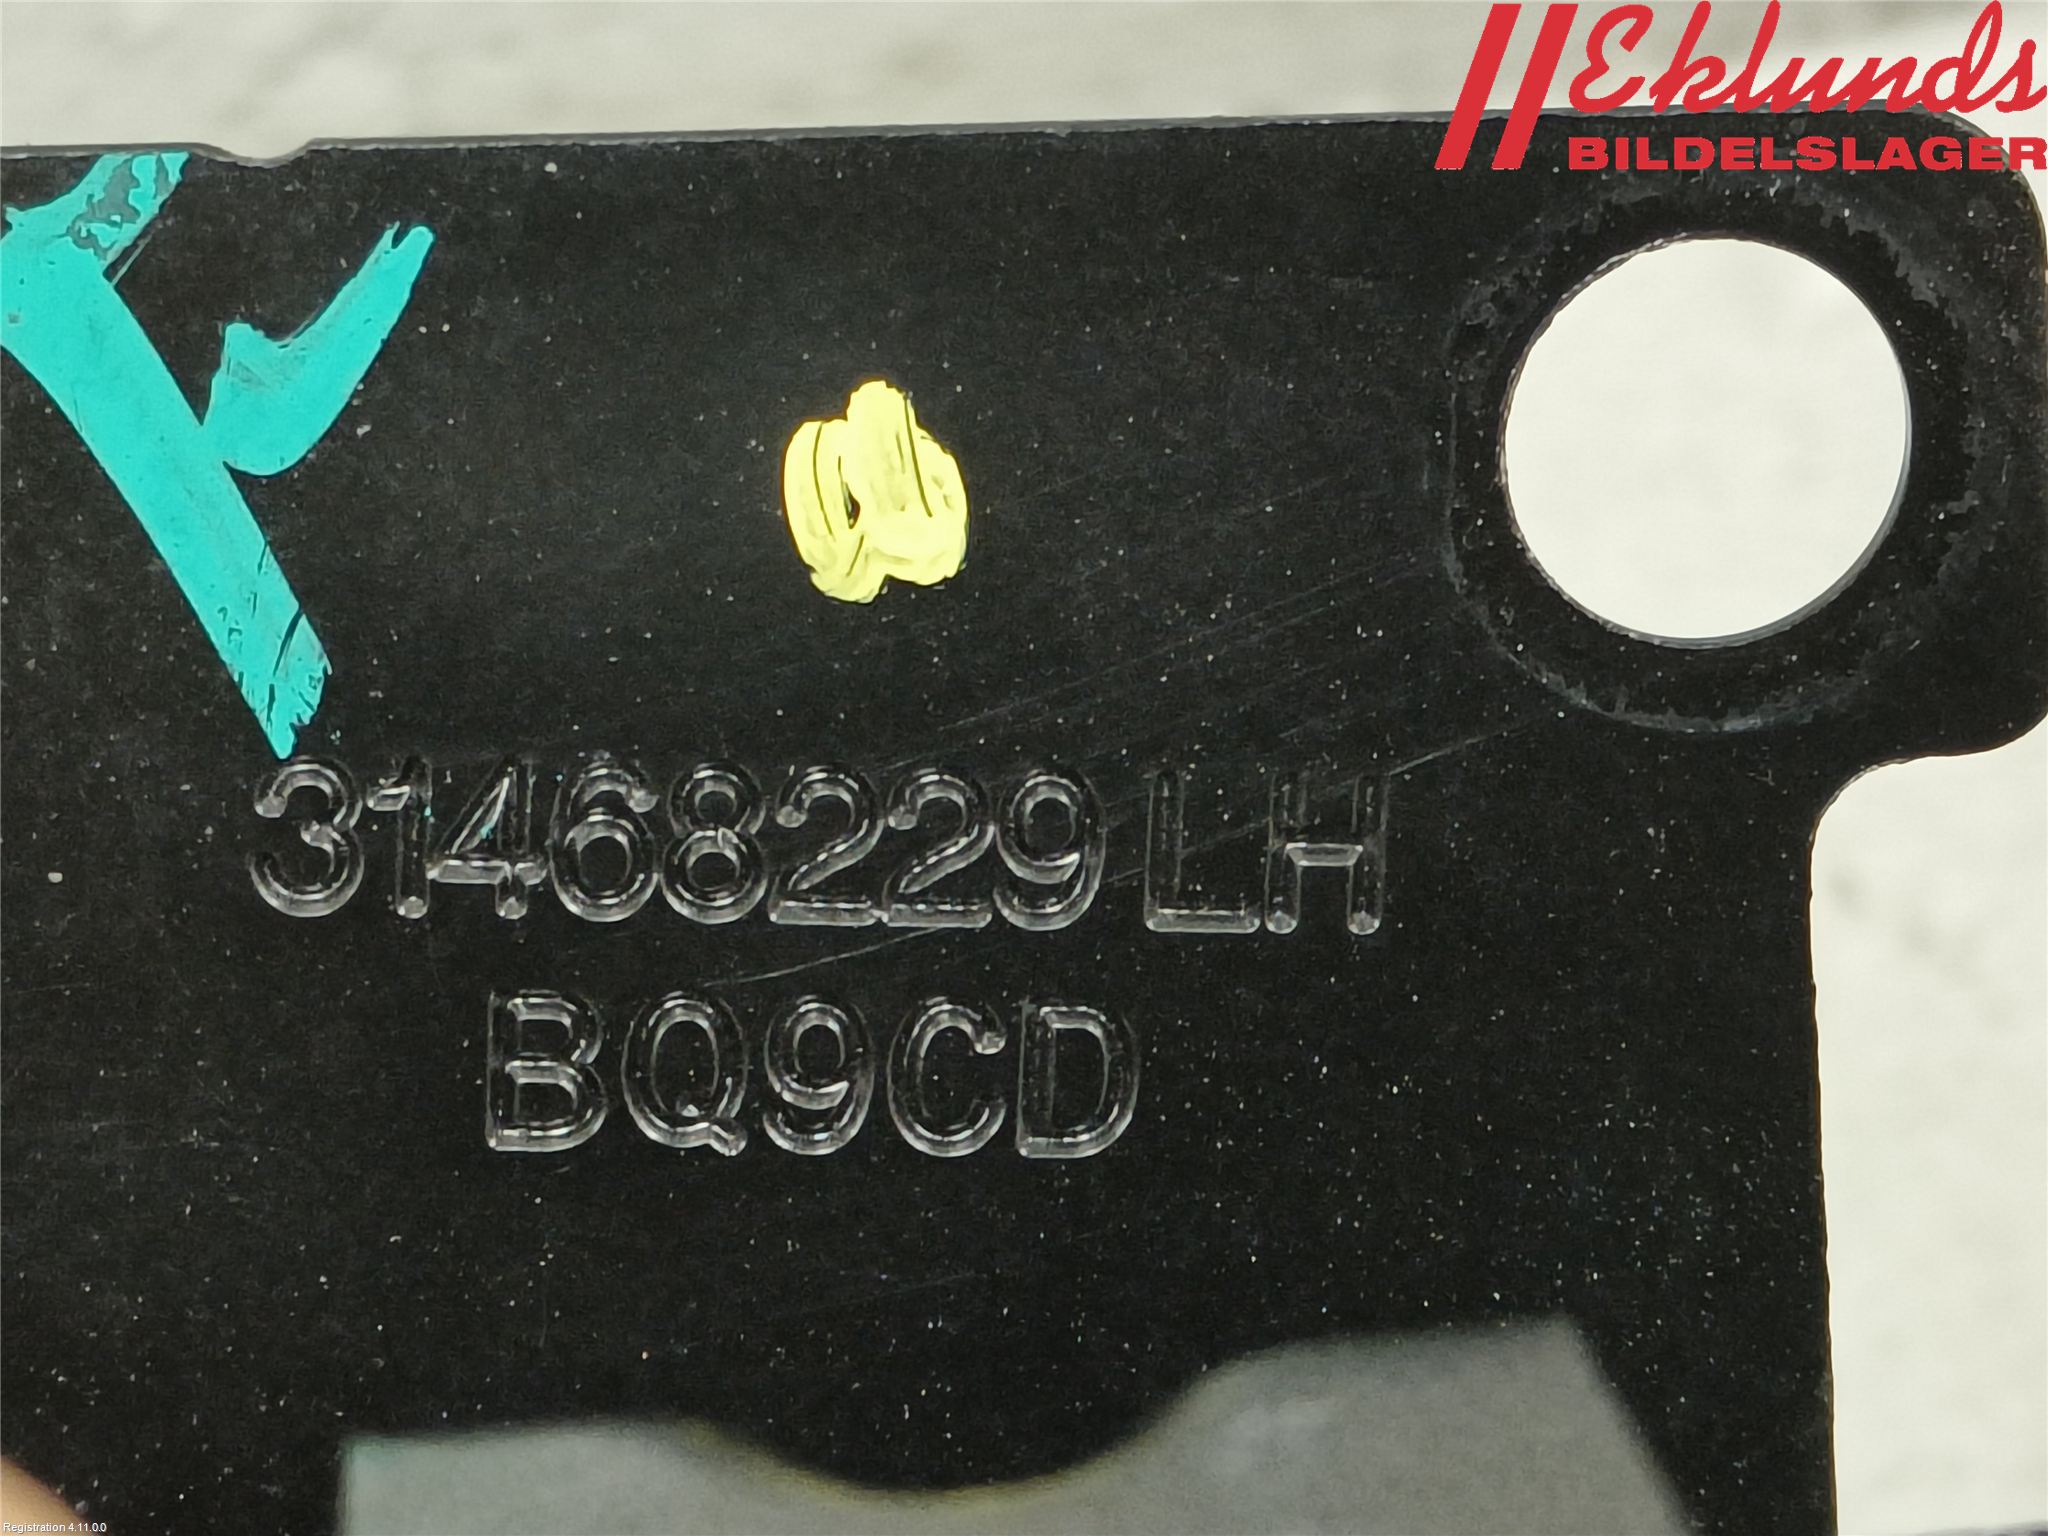 Eklunds
BILDELSLAGER
31468229 LH
BQ9CD
Registration 4.11.0.0